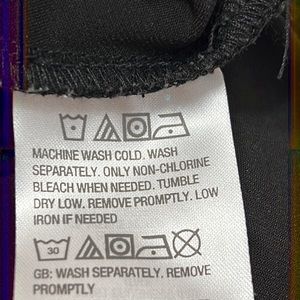 MACHINE WASH COLD. WASH
SEPARATELY. ONLY NON-CHLORINE
BLEACH WHEN NEEDED. TUMBLE
DRY LOW. REMOVE PROMPTLY. LOW
IRON IF NEEDED
30
GB: WASH SEPARATELY. REMOVE
PROMPTLY